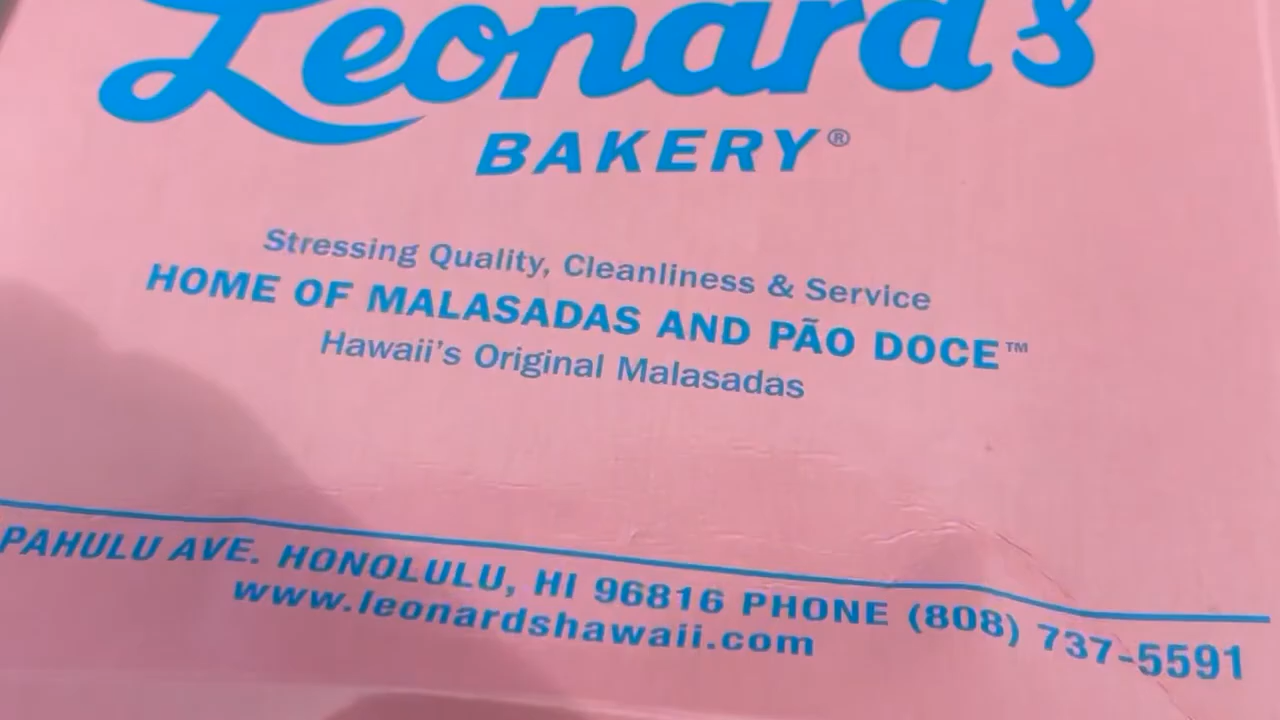 Leonard's
BAKERY®
Stressing Quality, Cleanliness & Service
HOME OF MALASADAS AND PÃO DOCE™
Hawaii's Original Malasadas
PAHULU AVE. HONOLULU, HI 96816 PHONE (808) 737-5591
www.leonardshawaii.com